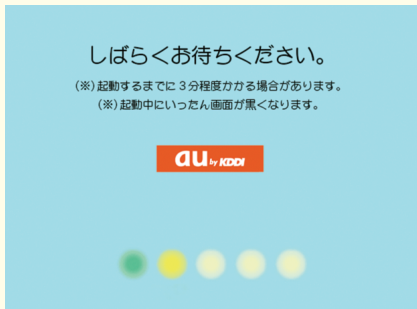 しばらくお待ちください。
(※)起動するまでに3分程度かかる場合があります。
(※)起動中にいったん画面が黒くなります。
au by KDDI